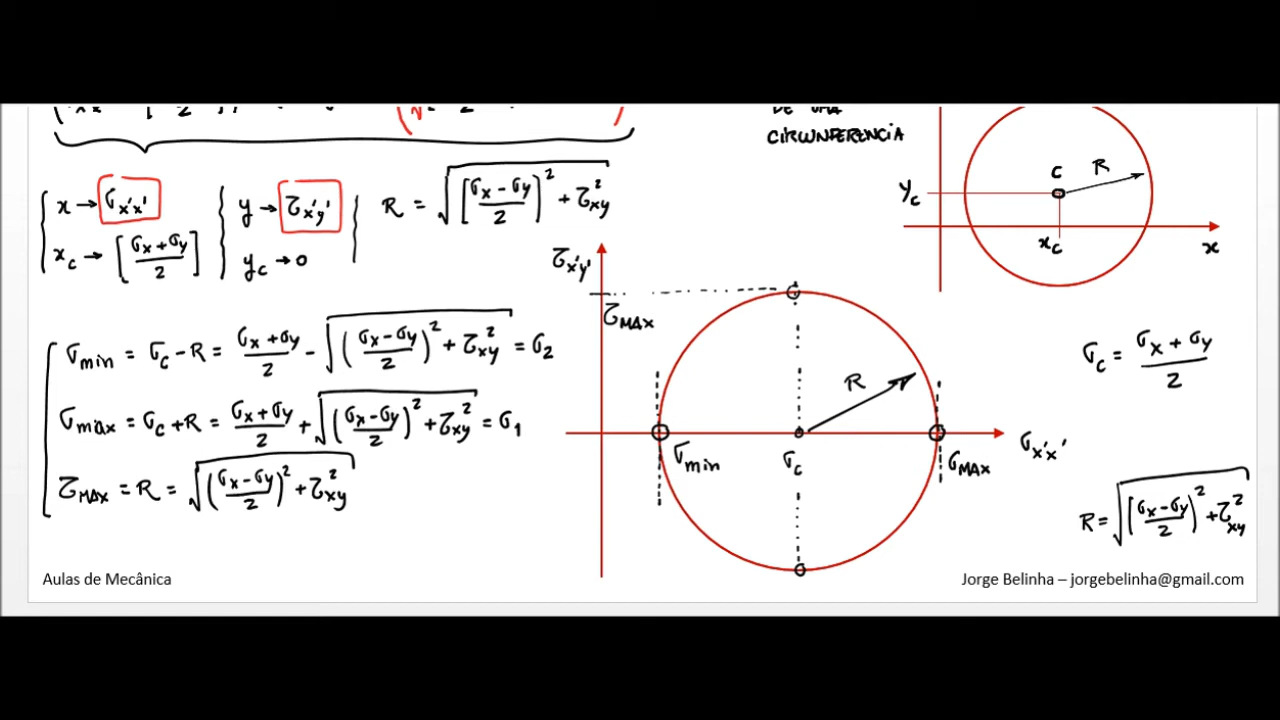 DE UMA
CIRCUNFERENCIA
x → σx'x'
y → τx'y'
R = √([σx - σy / 2]² + τxy²)
xc → [σx + σy / 2]
yc → 0
C
R
yc
xc
x
τx'y'
τMAX
σmin = σc - R = σx + σy / 2 - √((σx - σy / 2)² + τxy²) = σ2
σmáx = σc + R = σx + σy / 2 + √((σx - σy / 2)² + τxy²) = σ1
τMAX = R = √((σx - σy / 2)² + τxy²)
R
σmin
σc
σMAX
σx'x'
σc = σx + σy / 2
R = √([σx - σy / 2)² + τxy²)
Aulas de Mecânica
Jorge Belinha – jorgebelinha@gmail.com